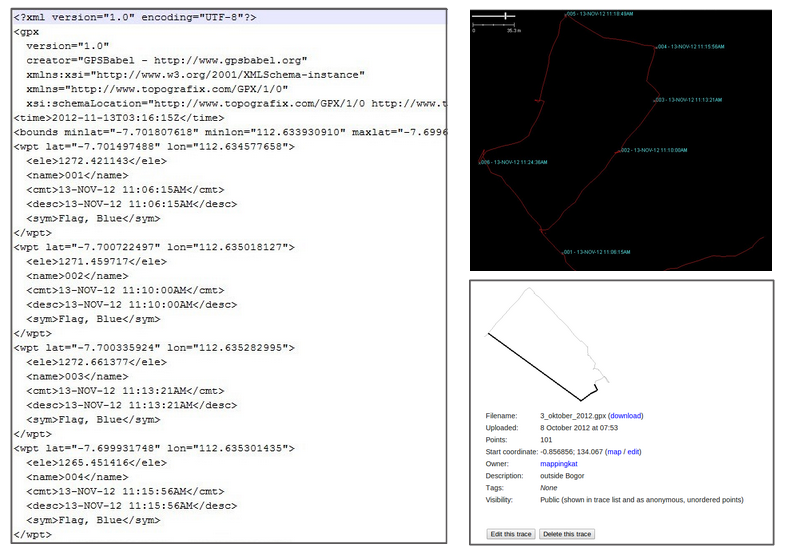 <?xml version="1.0" encoding="UTF-8"?>
<gpx
version="1.0"
creator="GPSBabel - http://www.gpsbabel.org"
xmlns:xsi="http://www.w3.org/2001/XMLSchema-instance"
xmlns="http://www.topografix.com/GPX/1/0"
xsi:schemaLocation="http://www.topografix.com/GPX/1/0 http://www.t
<time>2012-11-13T03:16:15Z</time>
<bounds minlat="-7.701807618" minlon="112.633930910" maxlat="-7.6996
<wpt lat="-7.701497488" lon="112.634577658">
<ele>1272.421143</ele>
<name>001</name>
<cmt>13-NOV-12 11:06:15AM</cmt>
<desc>13-NOV-12 11:06:15AM</desc>
<sym>Flag, Blue</sym>
</wpt>
<wpt lat="-7.700722497" lon="112.635018127">
<ele>1271.459717</ele>
<name>002</name>
<cmt>13-NOV-12 11:10:00AM</cmt>
<desc>13-NOV-12 11:10:00AM</desc>
<sym>Flag, Blue</sym>
</wpt>
<wpt lat="-7.700335924" lon="112.635282995">
<ele>1272.661377</ele>
<name>003</name>
<cmt>13-NOV-12 11:13:21AM</cmt>
<desc>13-NOV-12 11:13:21AM</desc>
<sym>Flag, Blue</sym>
</wpt>
<wpt lat="-7.699931748" lon="112.635301435">
<ele>1265.451416</ele>
<name>004</name>
<cmt>13-NOV-12 11:15:56AM</cmt>
<desc>13-NOV-12 11:15:56AM</desc>
<sym>Flag, Blue</sym>
</wpt>
0 35.3 m
005 - 13-NOV-12 11:18:49AM
004 - 13-NOV-12 11:15:56AM
003 - 13-NOV-12 11:13:21AM
002 - 13-NOV-12 11:10:00AM
006 - 13-NOV-12 11:24:36AM
001 - 13-NOV-12 11:06:15AM
Filename: 3_oktober_2012.gpx (download)
Uploaded: 8 October 2012 at 07:53
Points: 101
Start coordinate: -0.856856; 134.067 (map / edit)
Owner: mappingkat
Description: outside Bogor
Tags: None
Visibility: Public (shown in trace list and as anonymous, unordered points)
Edit this trace Delete this trace